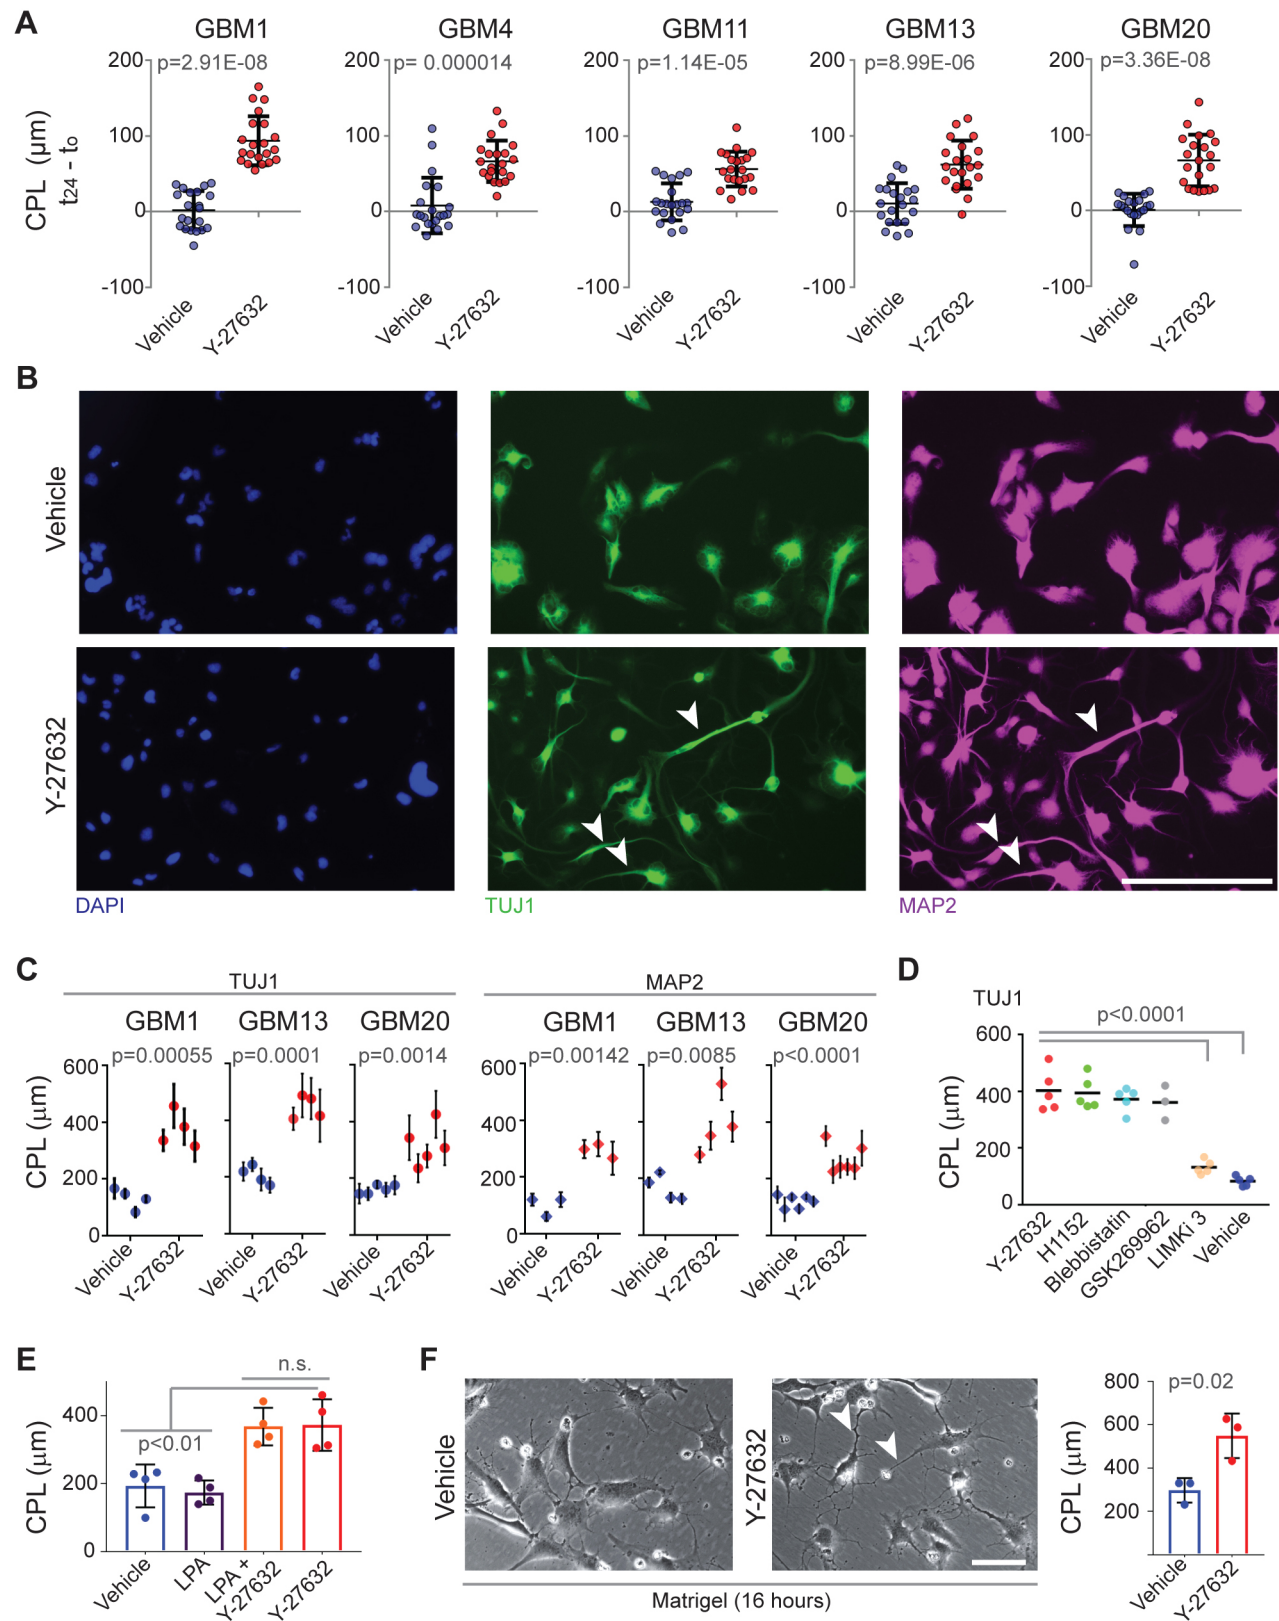 A
GBM1 GBM4 GBM11 GBM13 GBM20
p=2.91E-08 p= 0.000014 p=1.14E-05 p=8.99E-06 p=3.36E-08
CPL (μm)
t24 - to
200 200 200 200 200
100 100 100 100 100
0 0 0 0 0
-100 -100 -100 -100 -100
Vehicle Y-27632 Vehicle Y-27632 Vehicle Y-27632 Vehicle Y-27632 Vehicle Y-27632
B
Vehicle
Y-27632
DAPI TUJ1 MAP2
C
TUJ1 MAP2
GBM1 GBM13 GBM20 GBM1 GBM13 GBM20
p=0.00055 p=0.0001 p=0.0014 p=0.00142 p=0.0085 p<0.0001
CPL (μm)
600 600
400 400
200 200
0 0
Vehicle Y-27632 Vehicle Y-27632 Vehicle Y-27632 Vehicle Y-27632 Vehicle Y-27632 Vehicle Y-27632
D
TUJ1
p<0.0001
CPL (μm)
600
400
200
0
Y-27632 H1152 Blebbistatin GSK269962 LIMKi 3 Vehicle
E
n.s.
p<0.01
CPL (μm)
400
200
0
Vehicle LPA LPA + Y-27632 Y-27632
F
Vehicle
Y-27632
Matrigel (16 hours)
p=0.02
CPL (μm)
800
600
400
200
Vehicle Y-27632